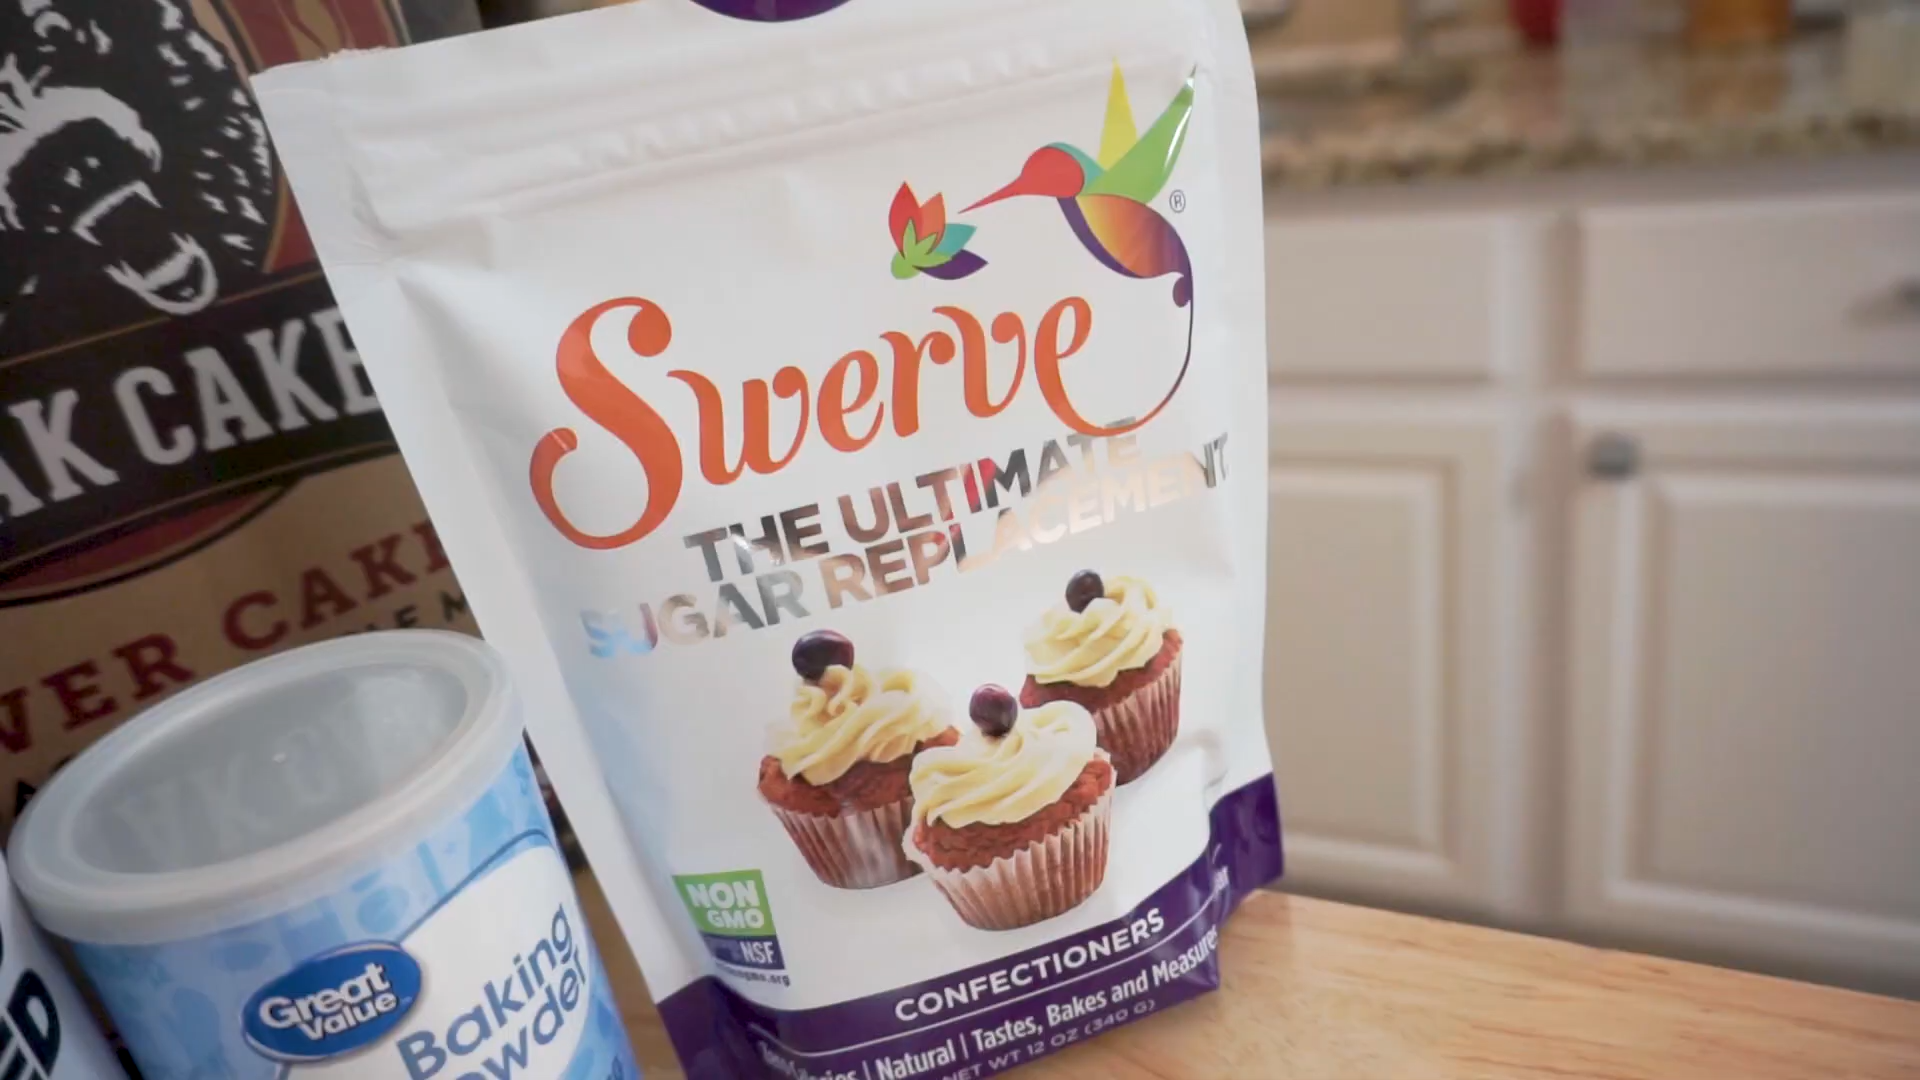 CAKE
VER CAKE
Swerve
®
THE ULTIMATE
SUGAR REPLACEMENT
NON
GMO
NSF
CONFECTIONERS
Natural | Tastes, Bakes and Measures
NET WT 12 OZ (340 G)
Great
Value
Baking
Powder